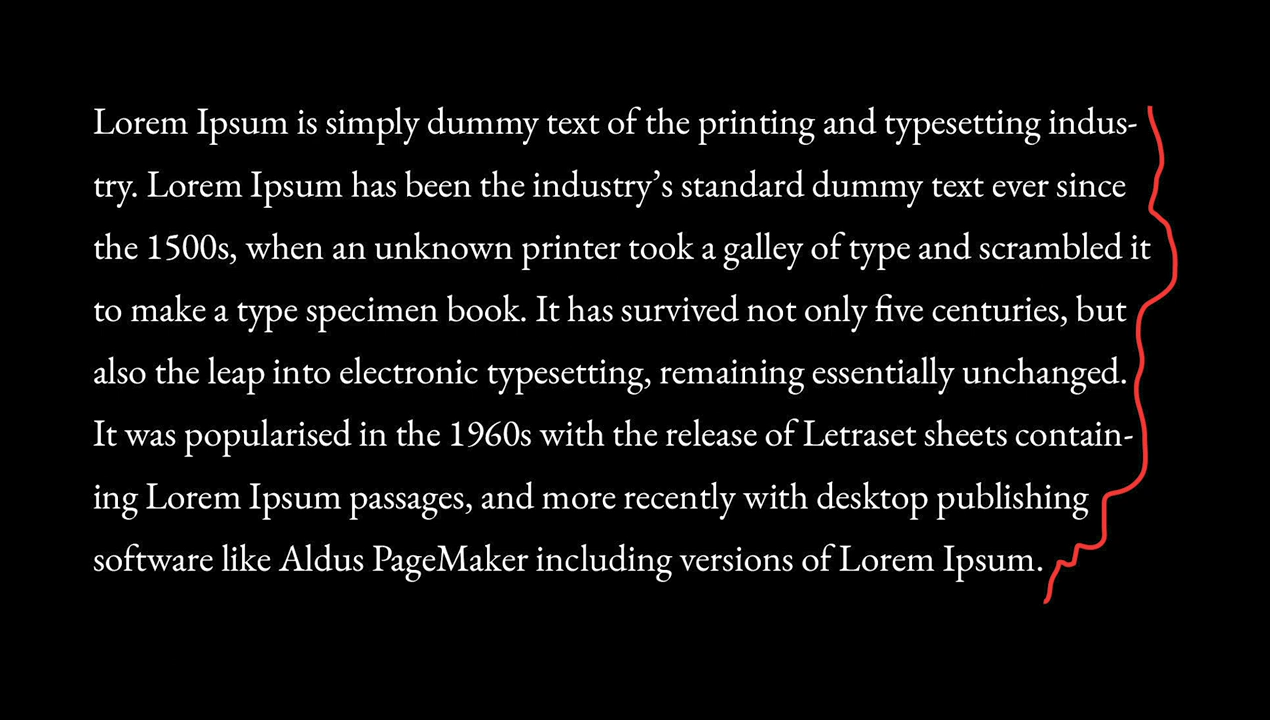 Lorem Ipsum is simply dummy text of the printing and typesetting indus-
try. Lorem Ipsum has been the industry’s standard dummy text ever since
the 1500s, when an unknown printer took a galley of type and scrambled it
to make a type specimen book. It has survived not only five centuries, but
also the leap into electronic typesetting, remaining essentially unchanged.
It was popularised in the 1960s with the release of Letraset sheets contain-
ing Lorem Ipsum passages, and more recently with desktop publishing
software like Aldus PageMaker including versions of Lorem Ipsum.